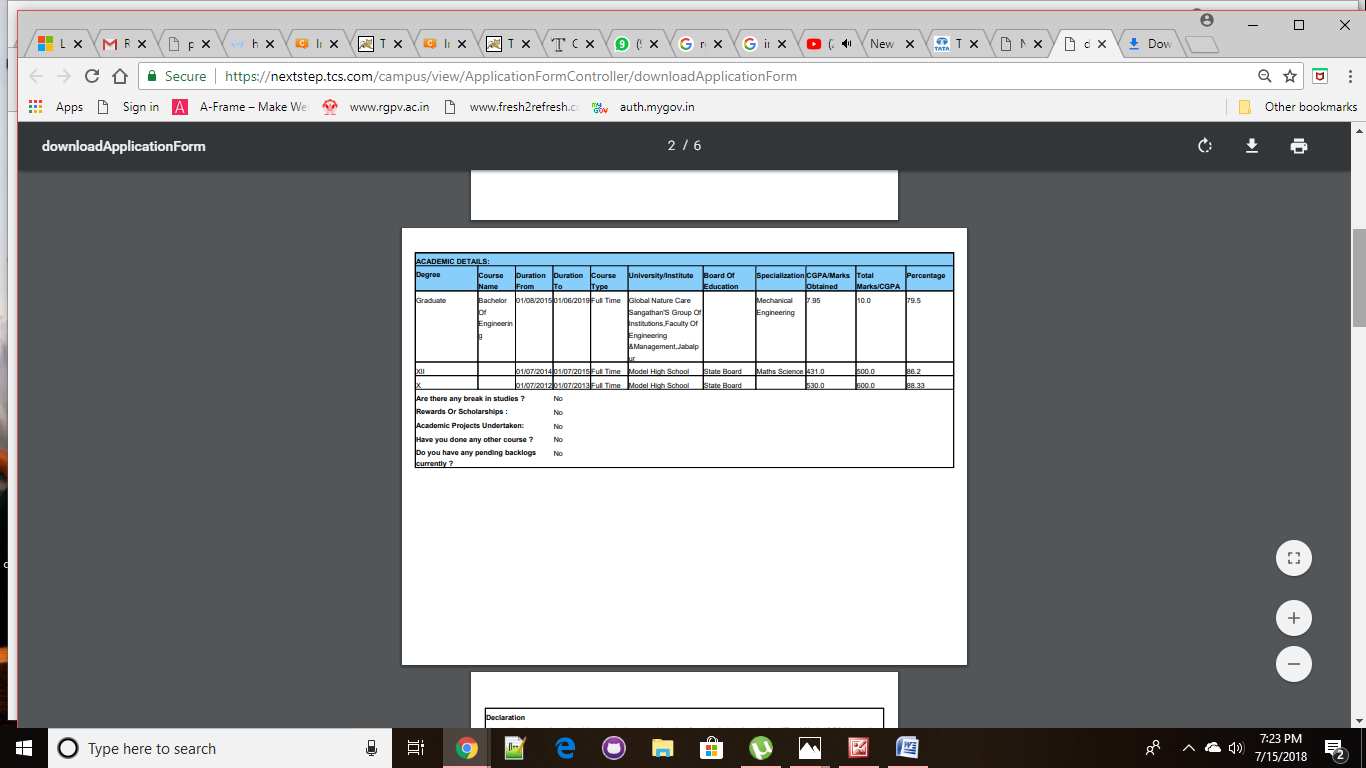 L
R
p
h
Ir
T
Ir
T
C
(9
re
in
(2
New
T
N
d
Dow
Secure
https://nextstep.tcs.com/campus/view/ApplicationFormController/downloadApplicationForm
Apps
Sign in
A-Frame – Make We
www.rgpv.ac.in
www.fresh2refresh.c
auth.mygov.in
Other bookmarks
downloadApplicationForm
2 / 6
ACADEMIC DETAILS:
Degree Course Name Duration From Duration To Course Type University/Institute Board Of Education Specialization CGPA/Marks Obtained Total Marks/CGPA Percentage
Graduate Bachelor Of Engineerin g 01/08/2015 01/06/2019 Full Time Global Nature Care Sangathan'S Group Of Institutions,Faculty Of Engineering &Management,Jabalp ur Mechanical Engineering 7.95 10.0 79.5
XII 01/07/2014 01/07/2015 Full Time Model High School State Board Maths Science 431.0 500.0 86.2
X 01/07/2012 01/07/2013 Full Time Model High School State Board 530.0 600.0 88.33
Are there any break in studies ? No
Rewards Or Scholarships : No
Academic Projects Undertaken: No
Have you done any other course ? No
Do you have any pending backlogs currently ? No
Declaration
Type here to search
7:23 PM
7/15/2018
2